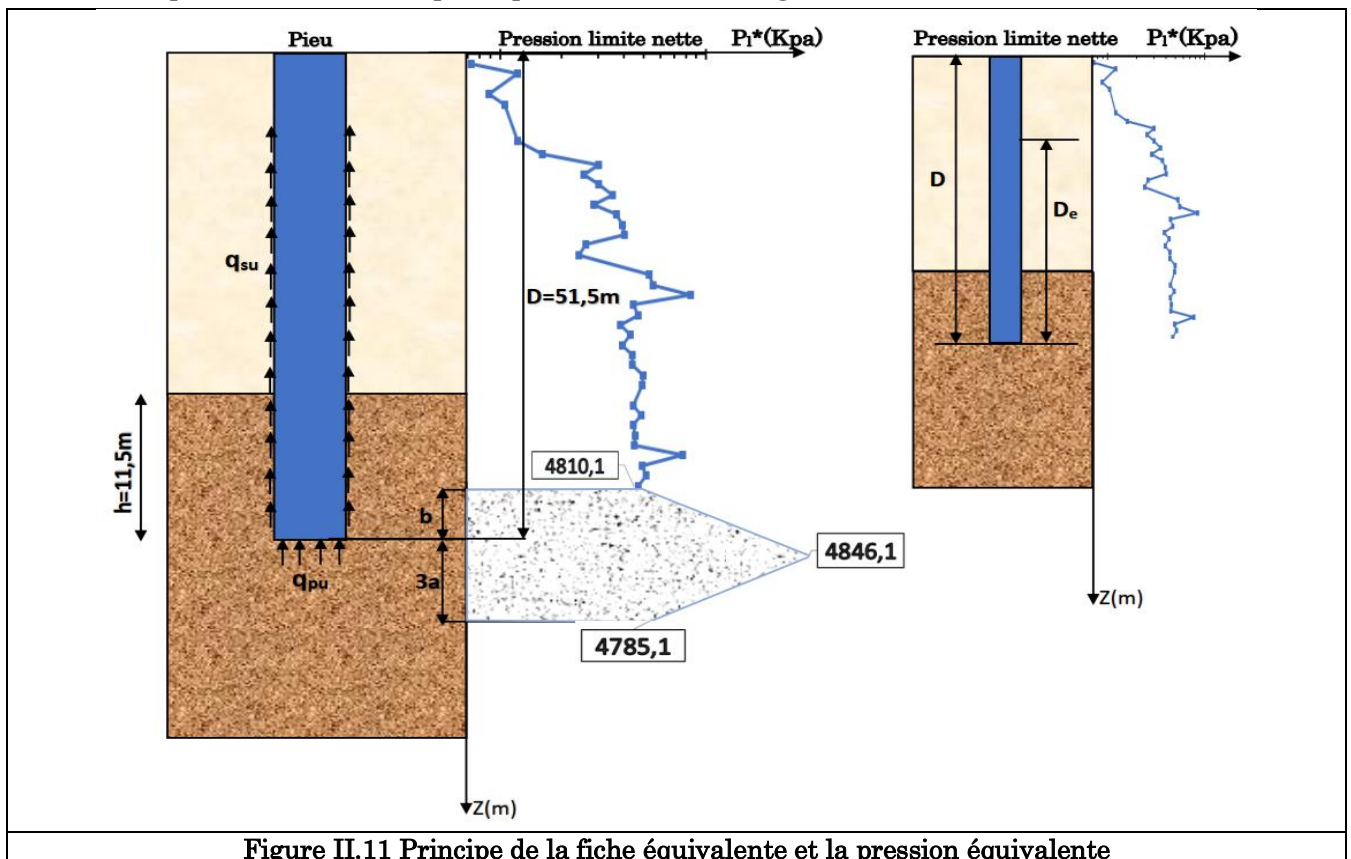 Pieu
Pression limite nette Pₗ*(Kpa)
qsu
D=51,5m
h=11,5m
4810,1
b
3a
4846,1
qpu
4785,1
Z(m)
Pression limite nette Pₗ*(Kpa)
D
De
Z(m)
Figure II.11 Principe de la fiche équivalente et la pression équivalente